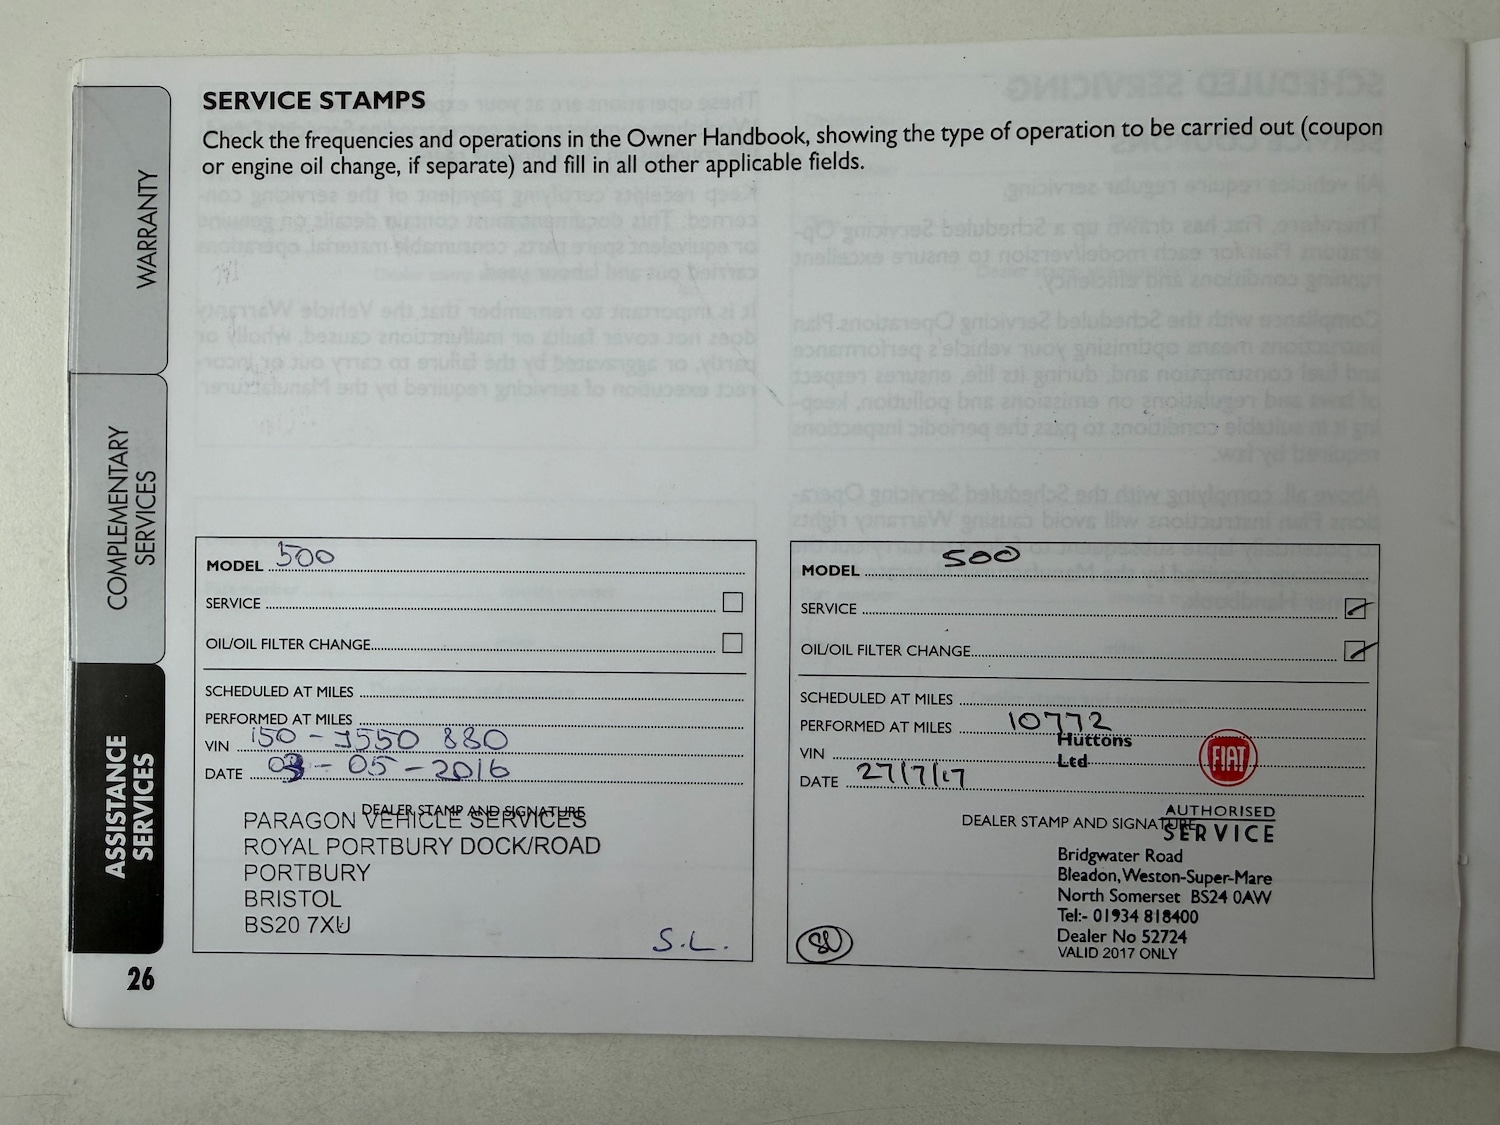 SERVICE STAMPS
Check the frequencies and operations in the Owner Handbook, showing the type of operation to be carried out (coupon
or engine oil change, if separate) and fill in all other applicable fields.
WARRANTY
COMPLEMENTARY
SERVICES
ASSISTANCE
SERVICES
26
MODEL 500
SERVICE
OIL/OIL FILTER CHANGE
SCHEDULED AT MILES
PERFORMED AT MILES
VIN 150 - J550 880
DATE 03 - 05 - 2016
DEALER STAMP AND SIGNATURE
PARAGON VEHICLE SERVICES
ROYAL PORTBURY DOCK/ROAD
PORTBURY
BRISTOL
BS20 7XU
S.L.
MODEL 500
SERVICE
OIL/OIL FILTER CHANGE
SCHEDULED AT MILES
PERFORMED AT MILES 10772
Huttons
VIN
Ltd
FIAT
DATE 27/7/17
DEALER STAMP AND SIGNATURE
AUTHORISED
SERVICE
Bridgwater Road
Bleadon, Weston-Super-Mare
North Somerset BS24 0AW
Tel:- 01934 818400
Dealer No 52724
VALID 2017 ONLY